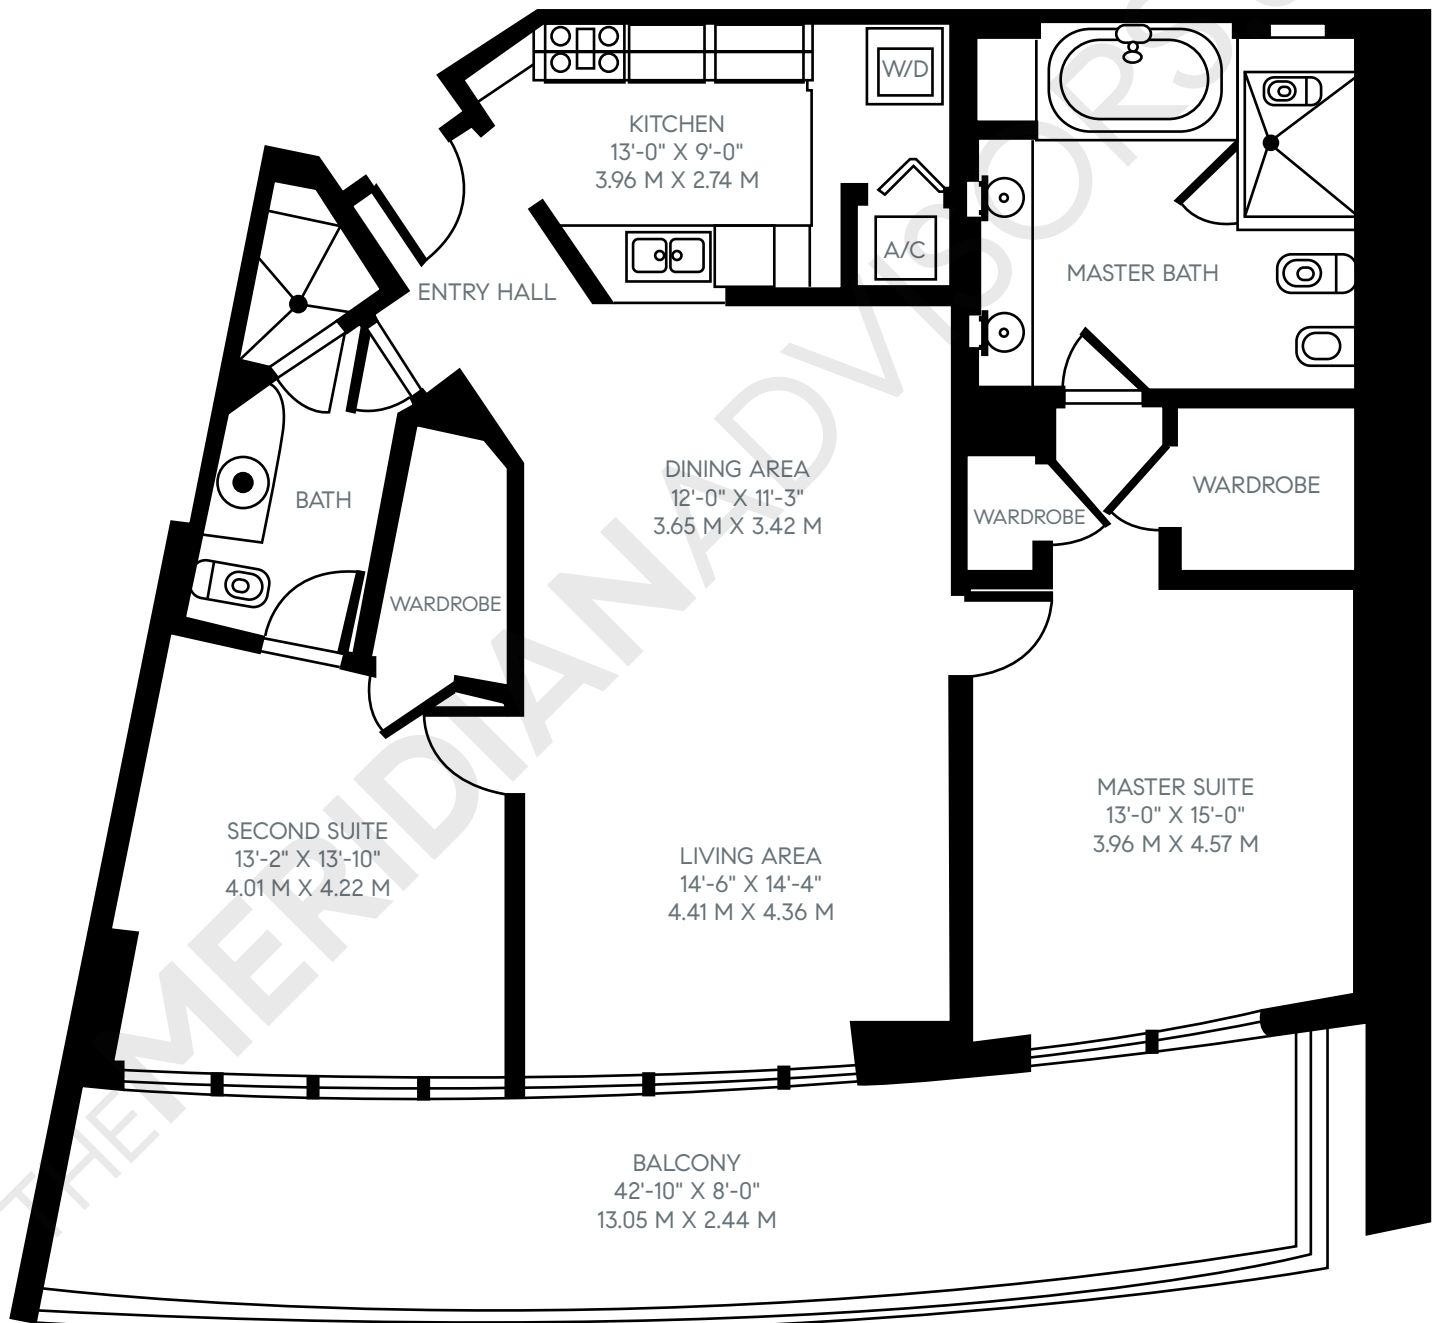 KITCHEN
13'-0" X 9'-0"
3.96 M X 2.74 M
W/D
A/C
ENTRY HALL
MASTER BATH
DINING AREA
12'-0" X 11'-3"
3.65 M X 3.42 M
BATH
WARDROBE
WARDROBE
WARDROBE
SECOND SUITE
13'-2" X 13'-10"
4.01 M X 4.22 M
LIVING AREA
14'-6" X 14'-4"
4.41 M X 4.36 M
MASTER SUITE
13'-0" X 15'-0"
3.96 M X 4.57 M
BALCONY
42'-10" X 8'-0"
13.05 M X 2.44 M
THEMERIDIANADVISORS